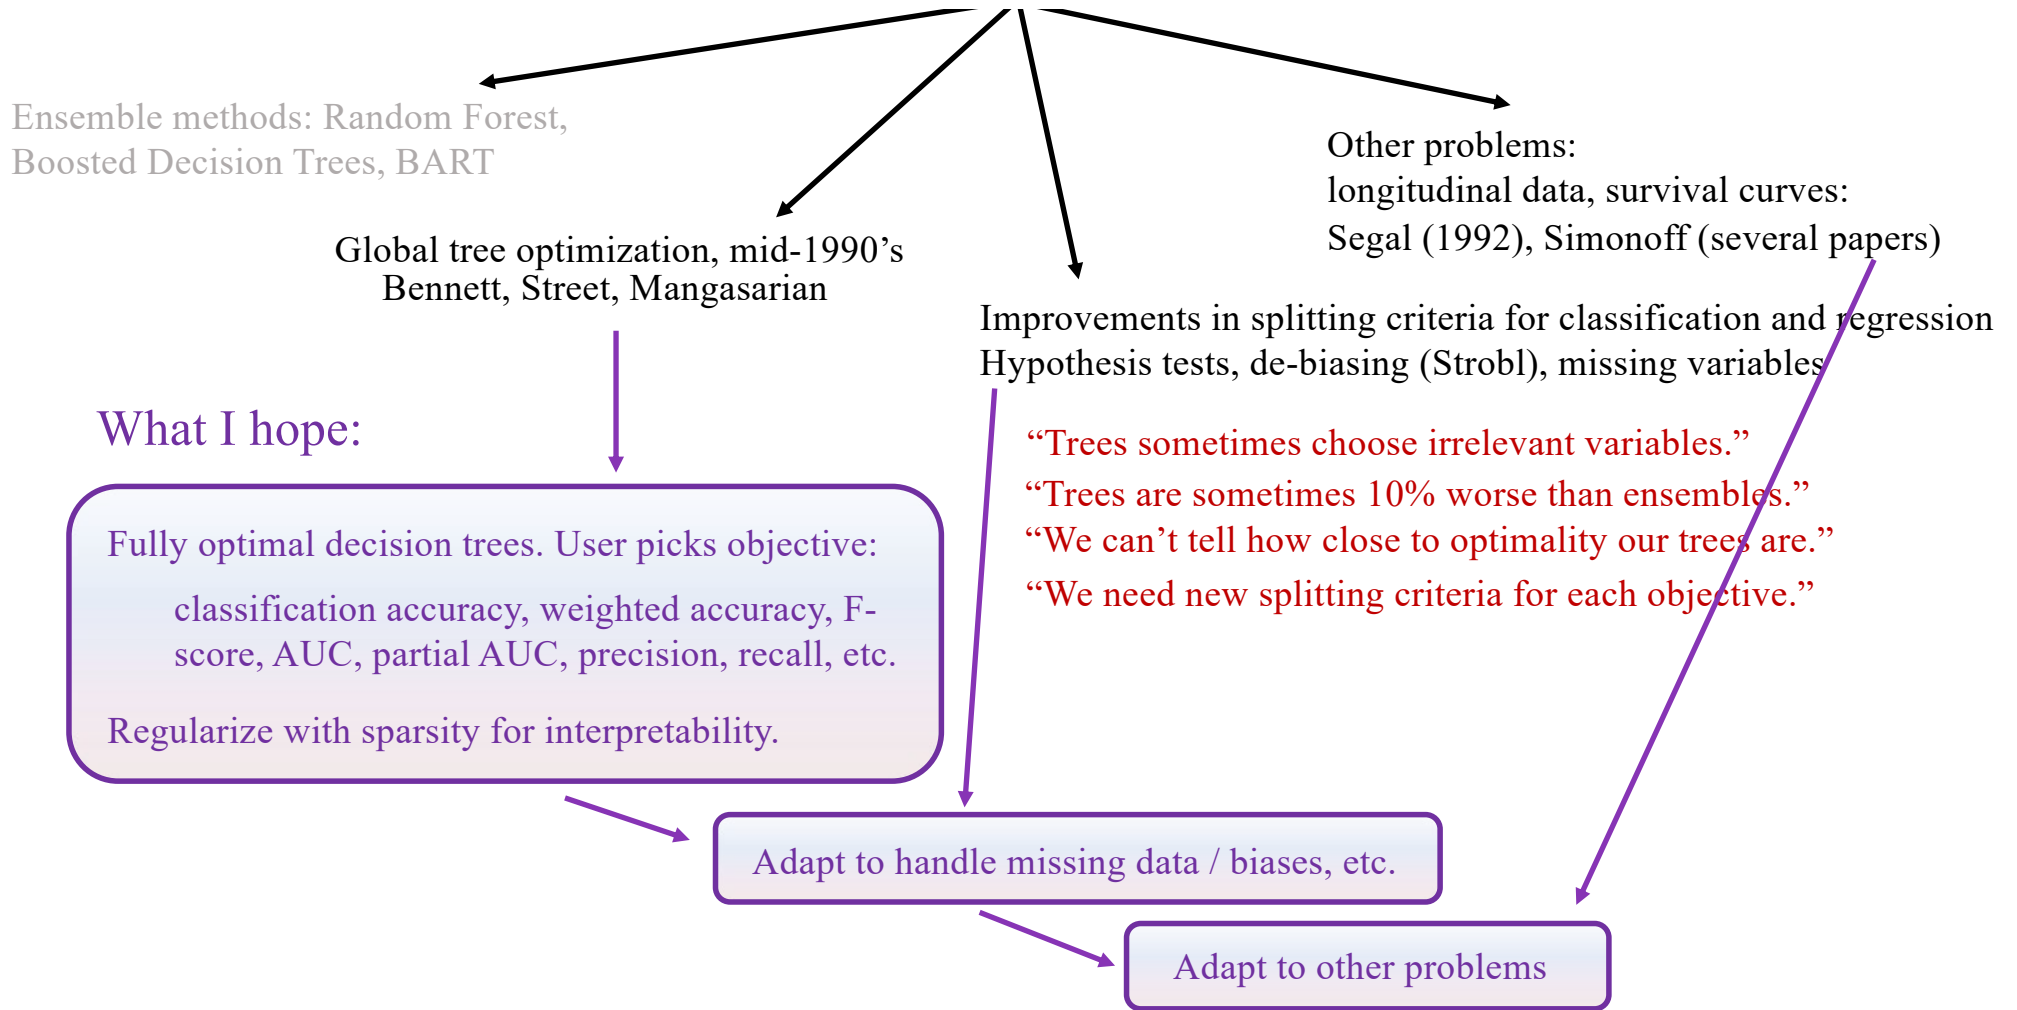 Ensemble methods: Random Forest,
Boosted Decision Trees, BART
Other problems:
longitudinal data, survival curves:
Segal (1992), Simonoff (several papers)
Global tree optimization, mid-1990’s
Bennett, Street, Mangasarian
Improvements in splitting criteria for classification and regression
Hypothesis tests, de-biasing (Strobl), missing variables
What I hope:
“Trees sometimes choose irrelevant variables.”
“Trees are sometimes 10% worse than ensembles.”
“We can’t tell how close to optimality our trees are.”
“We need new splitting criteria for each objective.”
Fully optimal decision trees. User picks objective:
classification accuracy, weighted accuracy, F-
score, AUC, partial AUC, precision, recall, etc.
Regularize with sparsity for interpretability.
Adapt to handle missing data / biases, etc.
Adapt to other problems